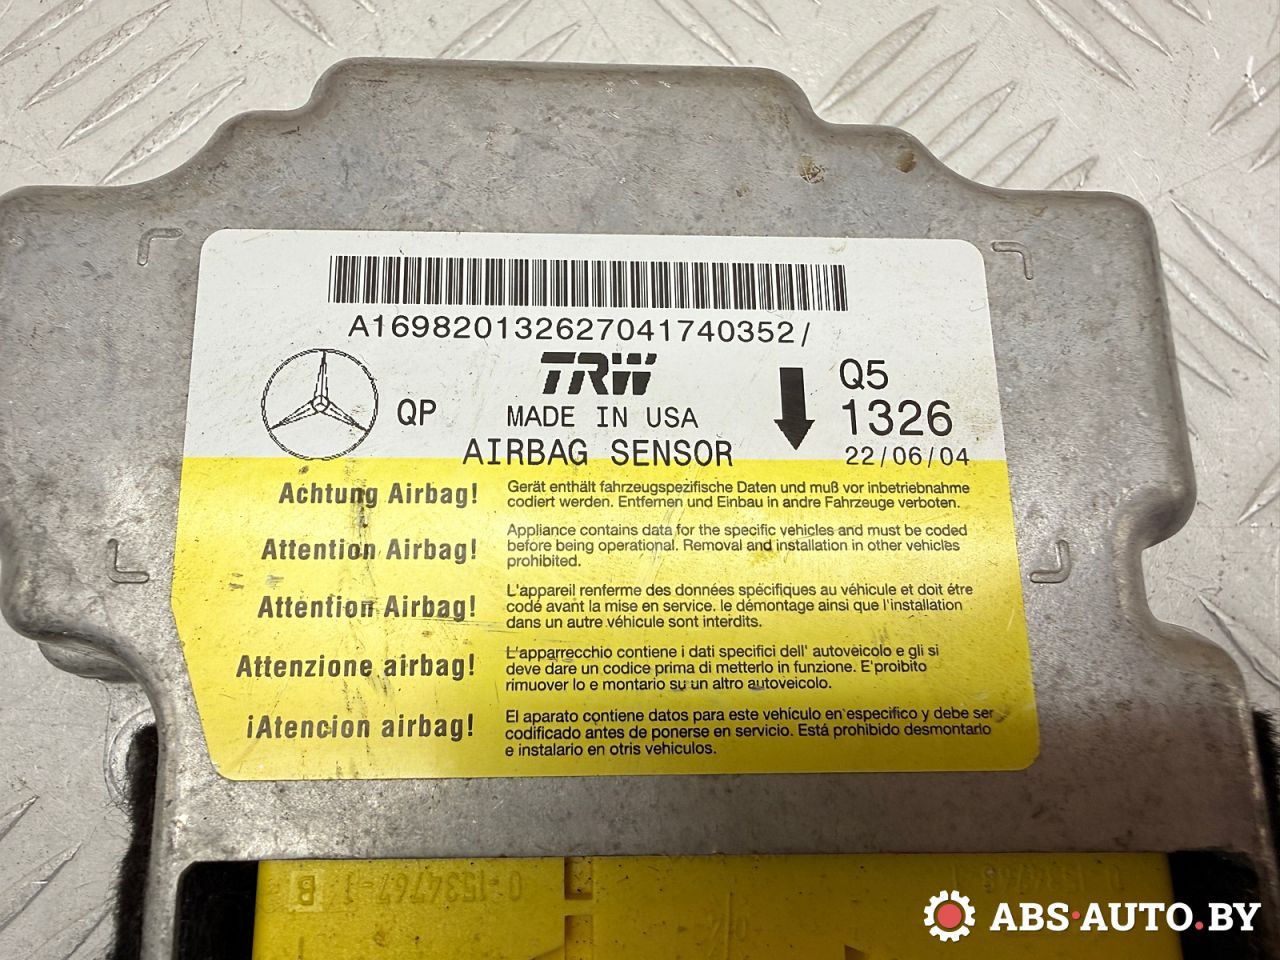 A169820132627041740352/
TRW
Q5
QP
MADE IN USA
1326
AIRBAG SENSOR
22/06/04
Achtung Airbag!
Gerät enthält fahrzeugspezifische Daten und muß vor inbetriebnahme
codiert werden. Entfernen und Einbau in andre Fahrzeuge verboten.
Attention Airbag!
Appliance contains data for the specific vehicles and must be coded
before being operational. Removal and installation in other vehicles
prohibited.
Attention Airbag!
L'appareil renferme des données spécifiques au véhicule et doit étre
codé avant la mise en service. le démontage ainsi que l'installation
dans un autre véhicule sont interdits.
Attenzione airbag!
L'apparrecchio contiene i dati specifici dell' autoveicolo e gli si
deve dare un codice prima di metterlo in funzione. E'proibito
rimuover lo e montario su un altro autoveicolo.
¡Atencion airbag!
El aparato contiene datos para este vehículo en especifico y debe ser
codificado antes de ponerse en servicio. Está prohibido desmontario
e instalario en otris vehiculos.
0-1534767-1 B
ABS-AUTO.BY